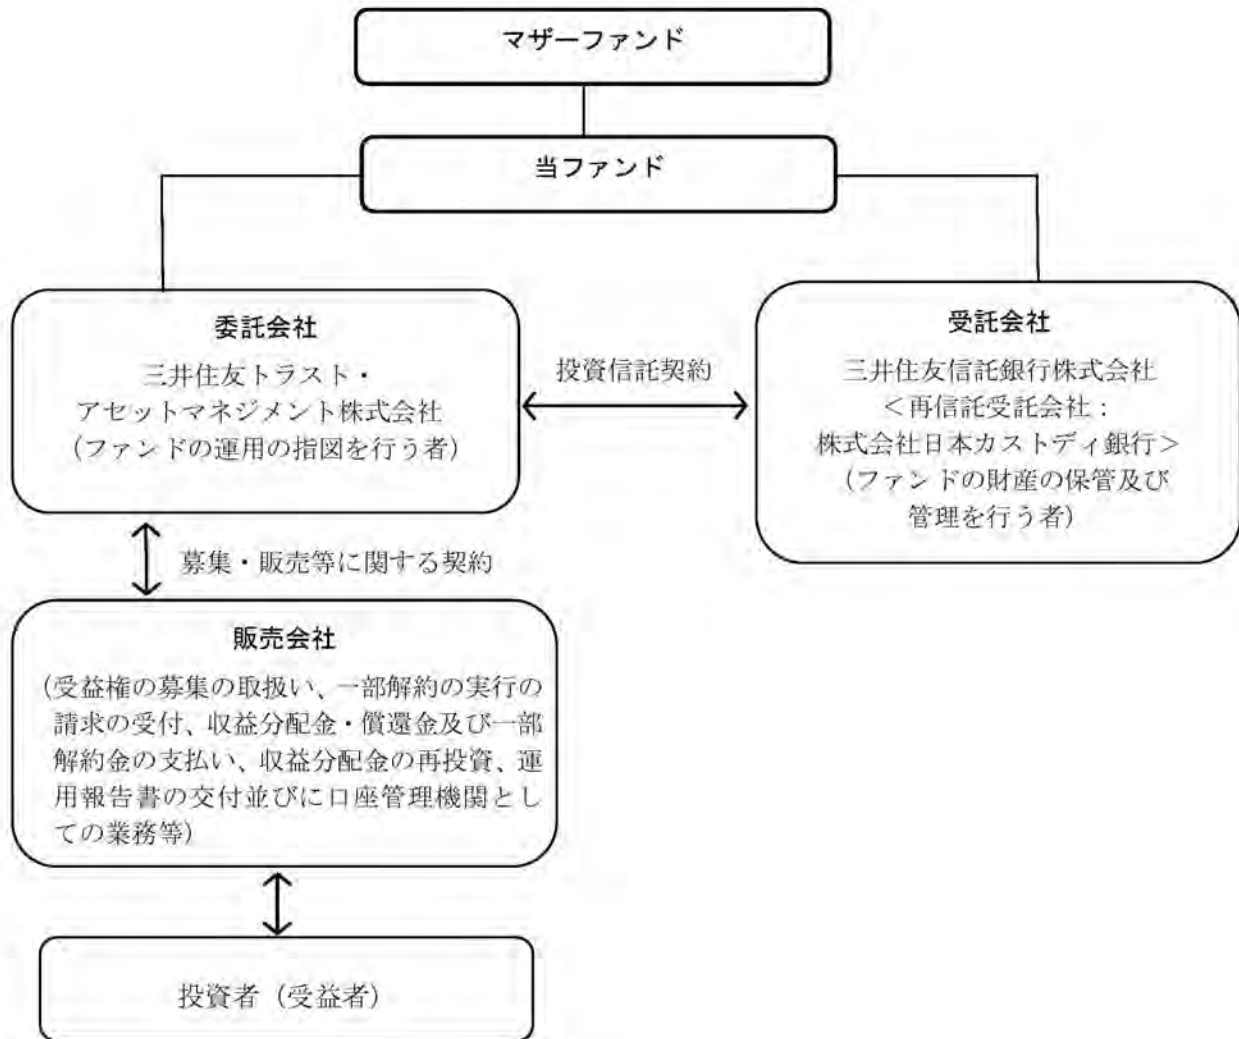 マザーファンド
当ファンド
委託会社
三井住友トラスト・
アセットマネジメント株式会社
(ファンドの運用の指図を行う者)
投資信託契約
受託会社
三井住友信託銀行株式会社
<再信託受託会社:
株式会社日本カストディ銀行>
(ファンドの財産の保管及び
管理を行う者)
募集・販売等に関する契約
販売会社
(受益権の募集の取扱い、一部解約の実行の
請求の受付、収益分配金・償還金及び一部
解約金の支払い、収益分配金の再投資、運
用報告書の交付並びに口座管理機関とし
ての業務等)
投資者(受益者)